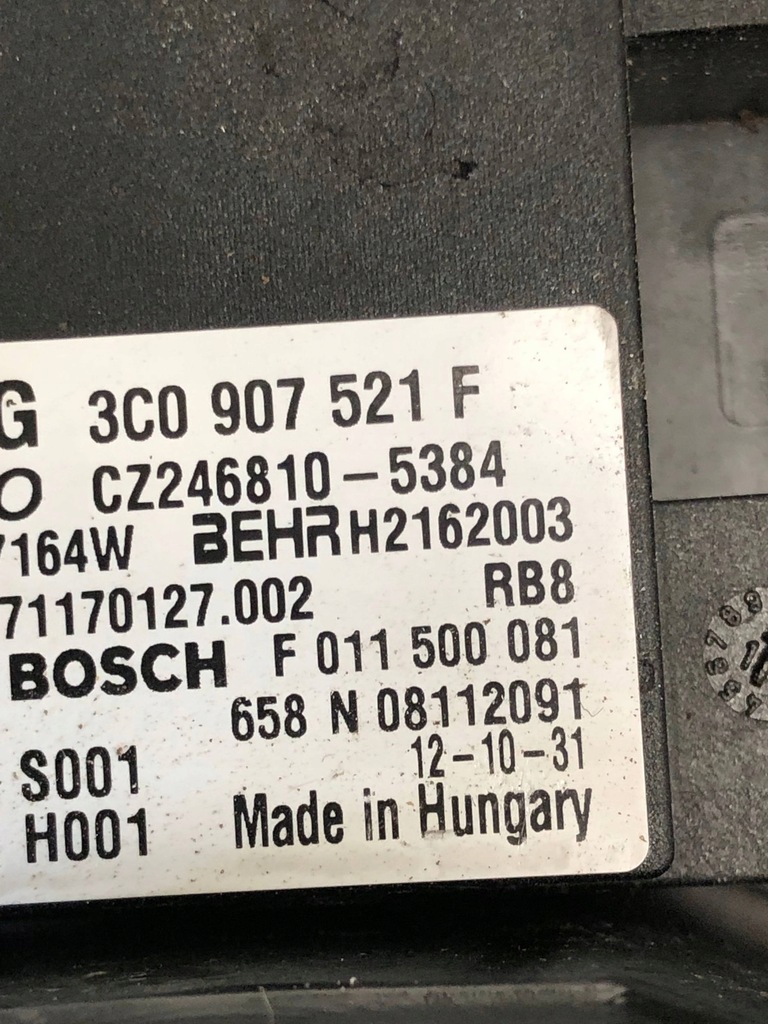 G 3C0 907 521 F
O CZ246810-5384
7164W BEHR H2162003
71170127.002 RB8
BOSCH F 011 500 081
658 N 08112091
S001 12-10-31
H001 Made in Hungary